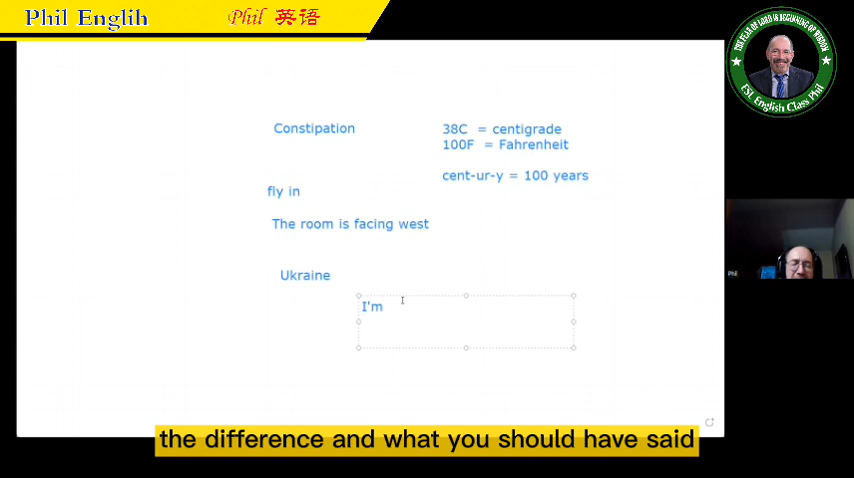 Phil Englih
Phil 英语
THE FEAR OF LORD IS BEGINNING OF WISDOM
ESL English Class Phil
Constipation
38C = centigrade
100F = Fahrenheit
cent-ur-y = 100 years
fly in
The room is facing west
Ukraine
I'm
Phil
the difference and what you should have said